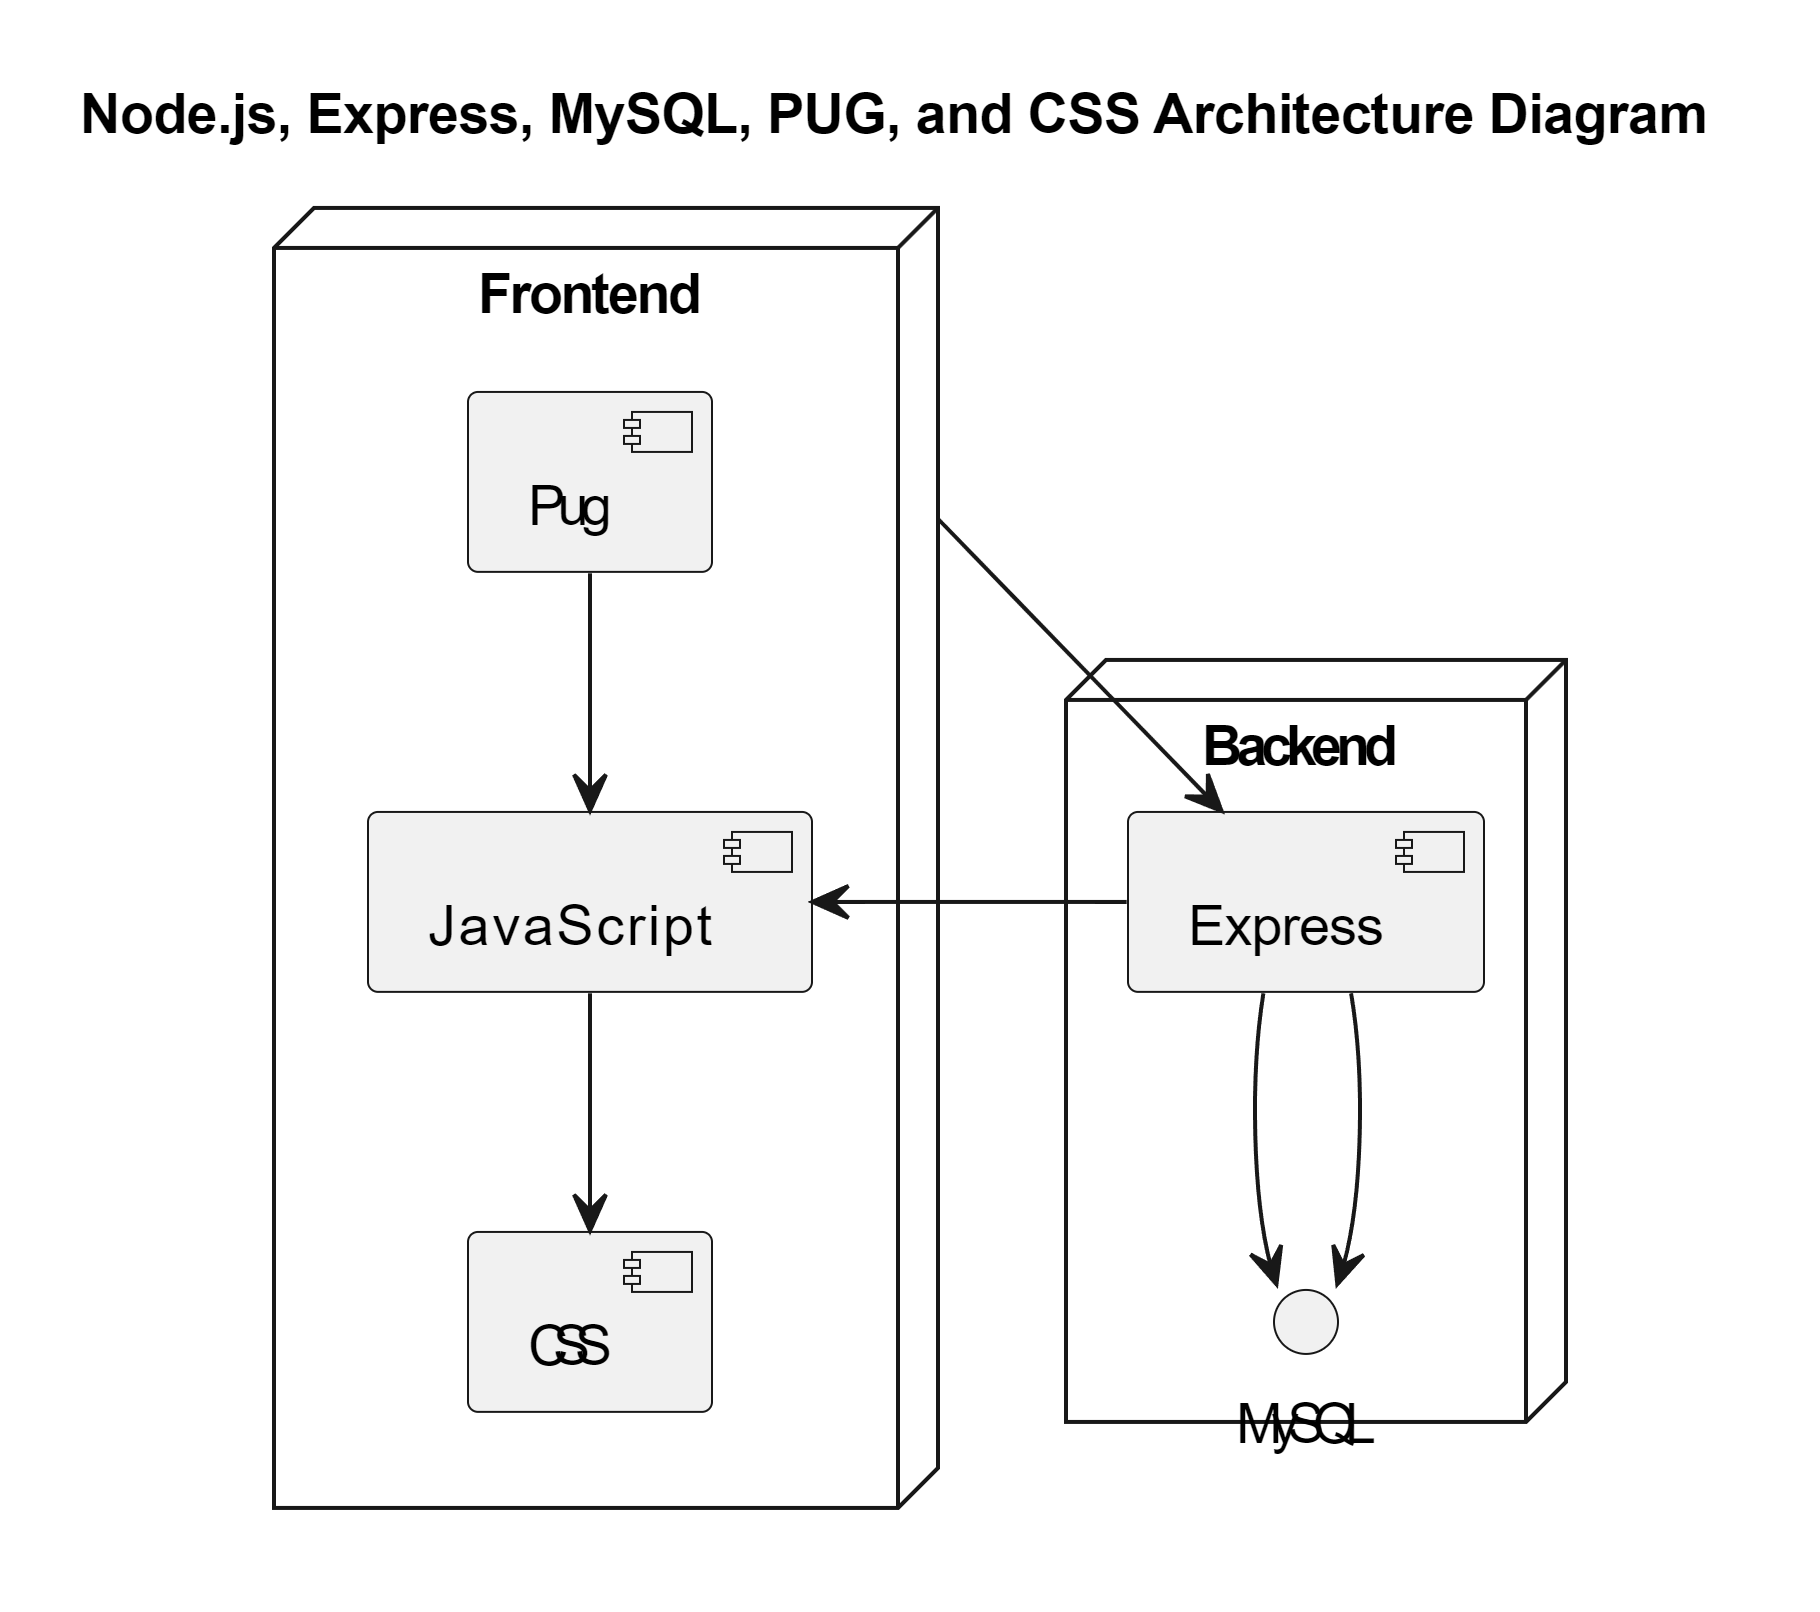 Node.js, Express, MySQL, PUG, and CSS Architecture Diagram
Frontend
Pug
Backend
JavaScript
Express
CSS
MySQL